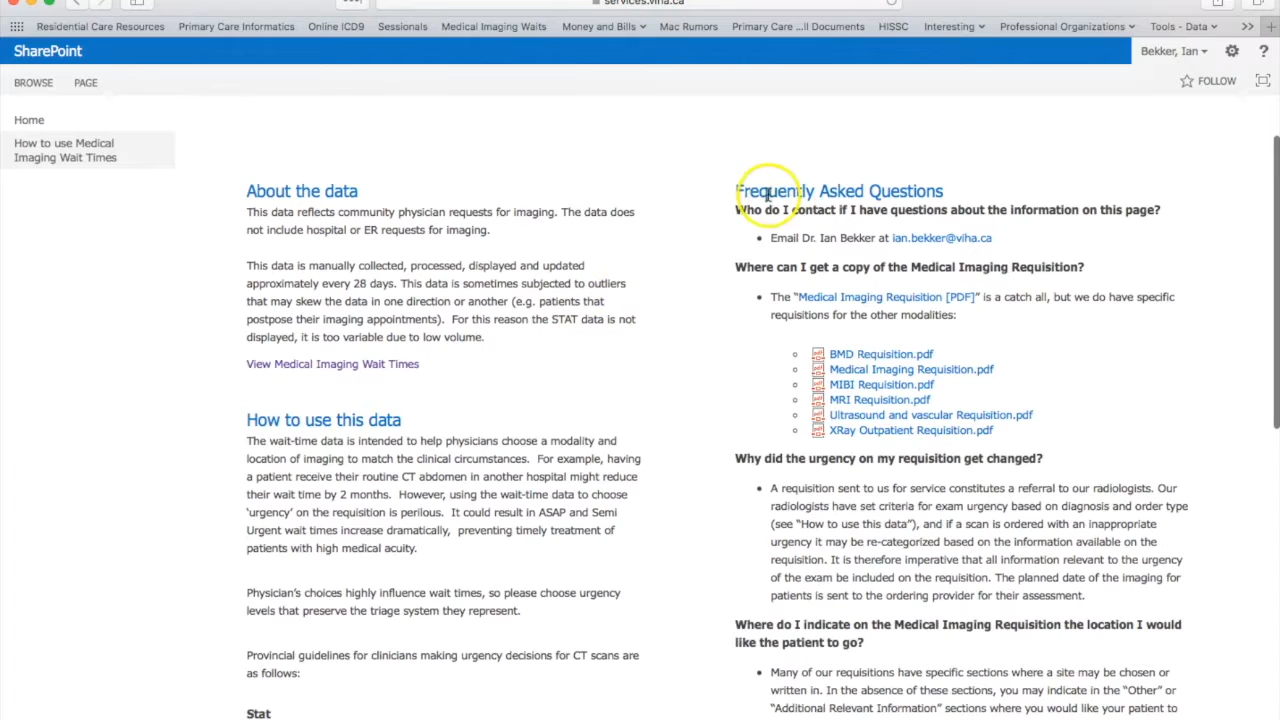 services.viha.ca
Residential Care Resources Primary Care Informatics Online ICD9 Sessionals Medical Imaging Waits Money and Bills Mac Rumors Primary Care ...ll Documents HISSC Interesting Professional Organizations Tools - Data >> +
SharePoint
Bekker, Ian ?
BROWSE PAGE
FOLLOW
Home
How to use Medical
Imaging Wait Times
About the data
This data reflects community physician requests for imaging. The data does
not include hospital or ER requests for imaging.
This data is manually collected, processed, displayed and updated
approximately every 28 days. This data is sometimes subjected to outliers
that may skew the data in one direction or another (e.g. patients that
postpose their imaging appointments). For this reason the STAT data is not
displayed, it is too variable due to low volume.
View Medical Imaging Wait Times
How to use this data
The wait-time data is intended to help physicians choose a modality and
location of imaging to match the clinical circumstances. For example, having
a patient receive their routine CT abdomen in another hospital might reduce
their wait time by 2 months. However, using the wait-time data to choose
‘urgency’ on the requisition is perilous. It could result in ASAP and Semi
Urgent wait times increase dramatically, preventing timely treatment of
patients with high medical acuity.
Physician’s choices highly influence wait times, so please choose urgency
levels that preserve the triage system they represent.
Provincial guidelines for clinicians making urgency decisions for CT scans are
as follows:
Stat
Frequently Asked Questions
Who do I contact if I have questions about the information on this page?
• Email Dr. Ian Bekker at ian.bekker@viha.ca
Where can I get a copy of the Medical Imaging Requisition?
• The “Medical Imaging Requisition [PDF]” is a catch all, but we do have specific
requisitions for the other modalities:
BMD Requisition.pdf
Medical Imaging Requisition.pdf
MIBI Requisition.pdf
MRI Requisition.pdf
Ultrasound and vascular Requisition.pdf
XRay Outpatient Requisition.pdf
Why did the urgency on my requisition get changed?
• A requisition sent to us for service constitutes a referral to our radiologists. Our
radiologists have set criteria for exam urgency based on diagnosis and order type
(see “How to use this data”), and if a scan is ordered with an inappropriate
urgency it may be re-categorized based on the information available on the
requisition. It is therefore imperative that all information relevant to the urgency
of the exam be included on the requisition. The planned date of the imaging for
patients is sent to the ordering provider for their assessment.
Where do I indicate on the Medical Imaging Requisition the location I would
like the patient to go?
• Many of our requisitions have specific sections where a site may be chosen or
written in. In the absence of these sections, you may indicate in the “Other” or
“Additional Relevant Information” sections where you would like your patient to